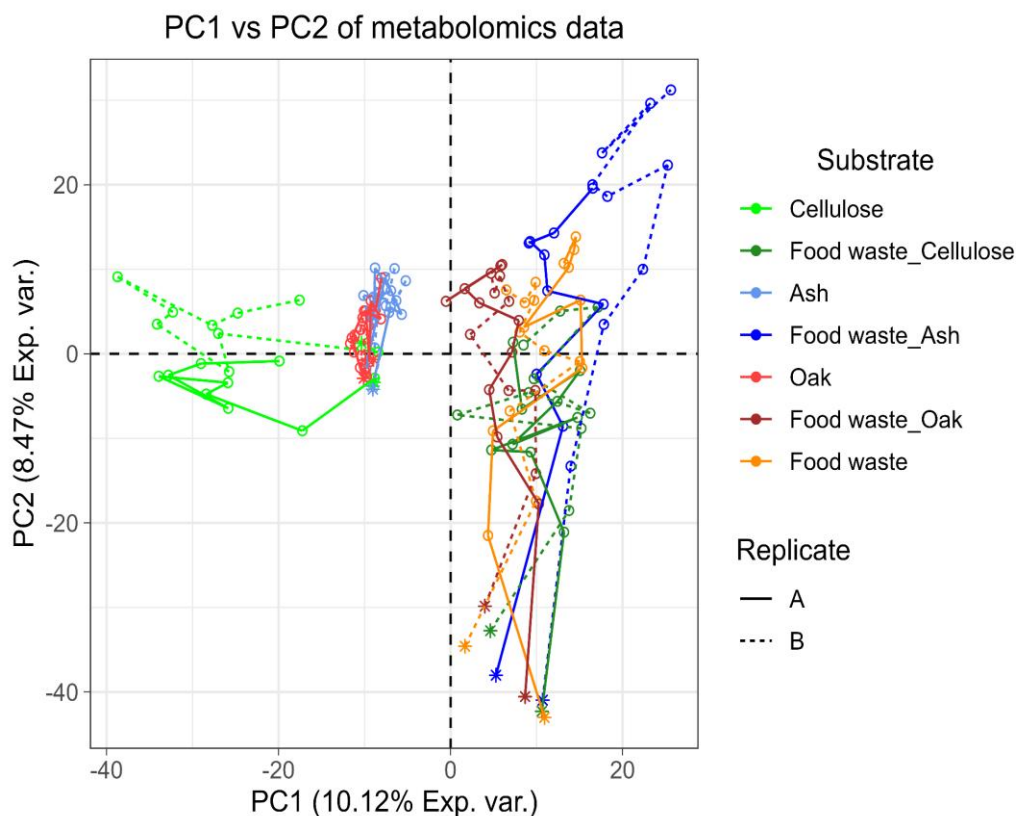 PC1 vs PC2 of metabolomics data
PC2 (8.47% Exp. var.)
20
0
-20
-40
-40
-20
0
20
PC1 (10.12% Exp. var.)
Substrate
Cellulose
Food waste_Cellulose
Ash
Food waste_Ash
Oak
Food waste_Oak
Food waste
Replicate
A
B